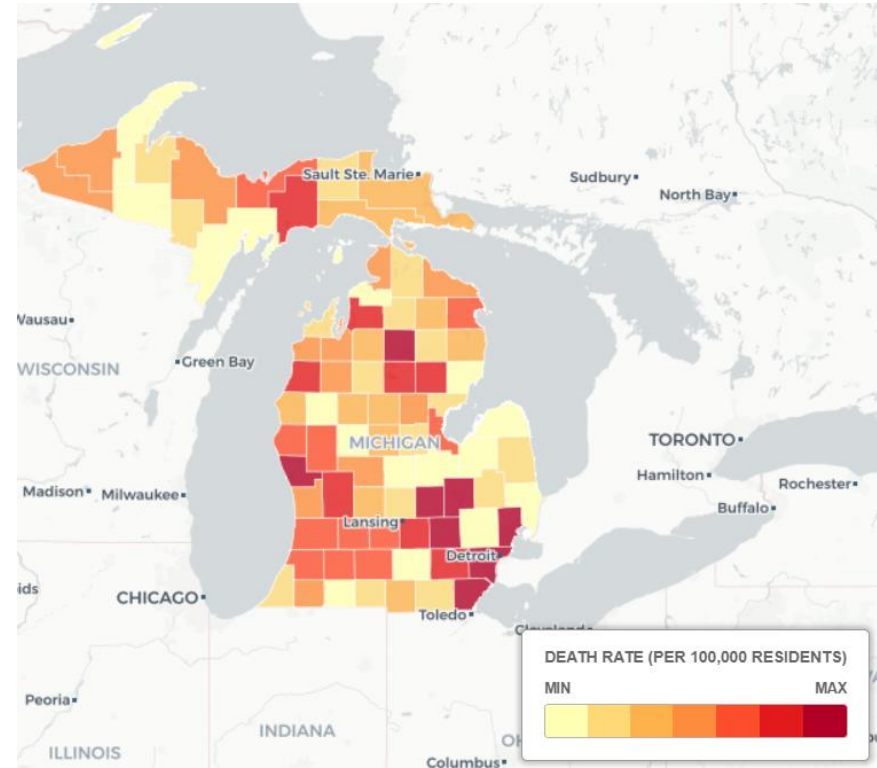 Sault Ste. Marie
Sudbury
North Bay
Wausau
Green Bay
WISCONSIN
TORONTO
MICHIGAN
Hamilton
Rochester
Madison
Milwaukee
Buffalo
Lansing
Detroit
CHICAGO
Toledo
DEATH RATE (PER 100,000 RESIDENTS)
MIN MAX
Peoria
INDIANA
ILLINOIS
Columbus